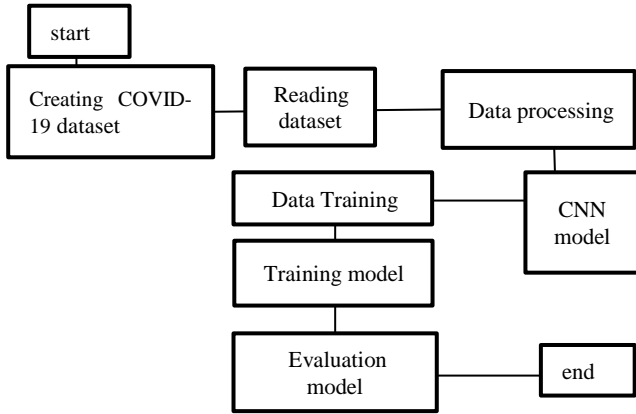 start
Creating COVID-
19 dataset
Reading
dataset
Data processing
CNN
model
Data Training
Training model
Evaluation
model
end